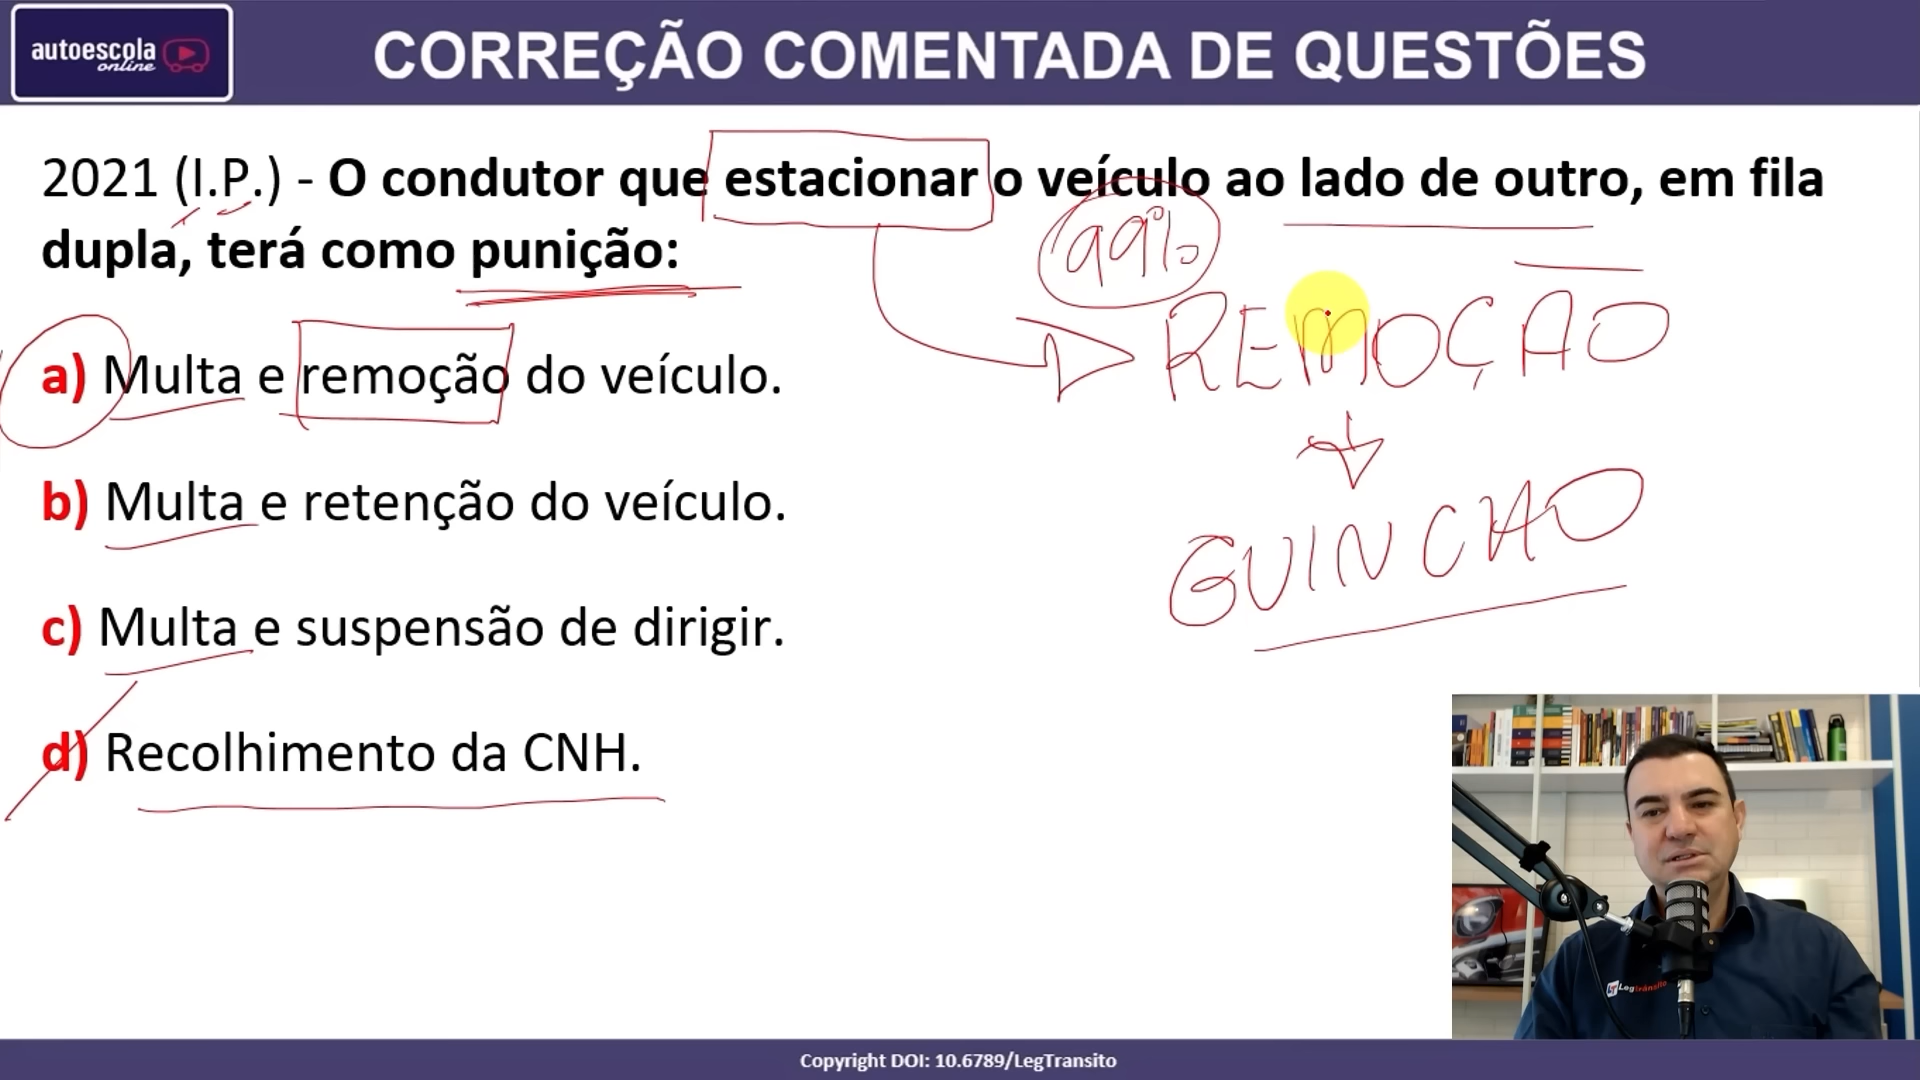 autoescola
online
CORREÇÃO COMENTADA DE QUESTÕES
2021 (I.P.) - O condutor que estacionar o veículo ao lado de outro, em fila
dupla, terá como punição:
99%
REMOÇÃO
a) Multa e remoção do veículo.
b) Multa e retenção do veículo.
GUINCHO
c) Multa e suspensão de dirigir.
d) Recolhimento da CNH.
LegTrânsito
Copyright DOI: 10.6789/LegTransito